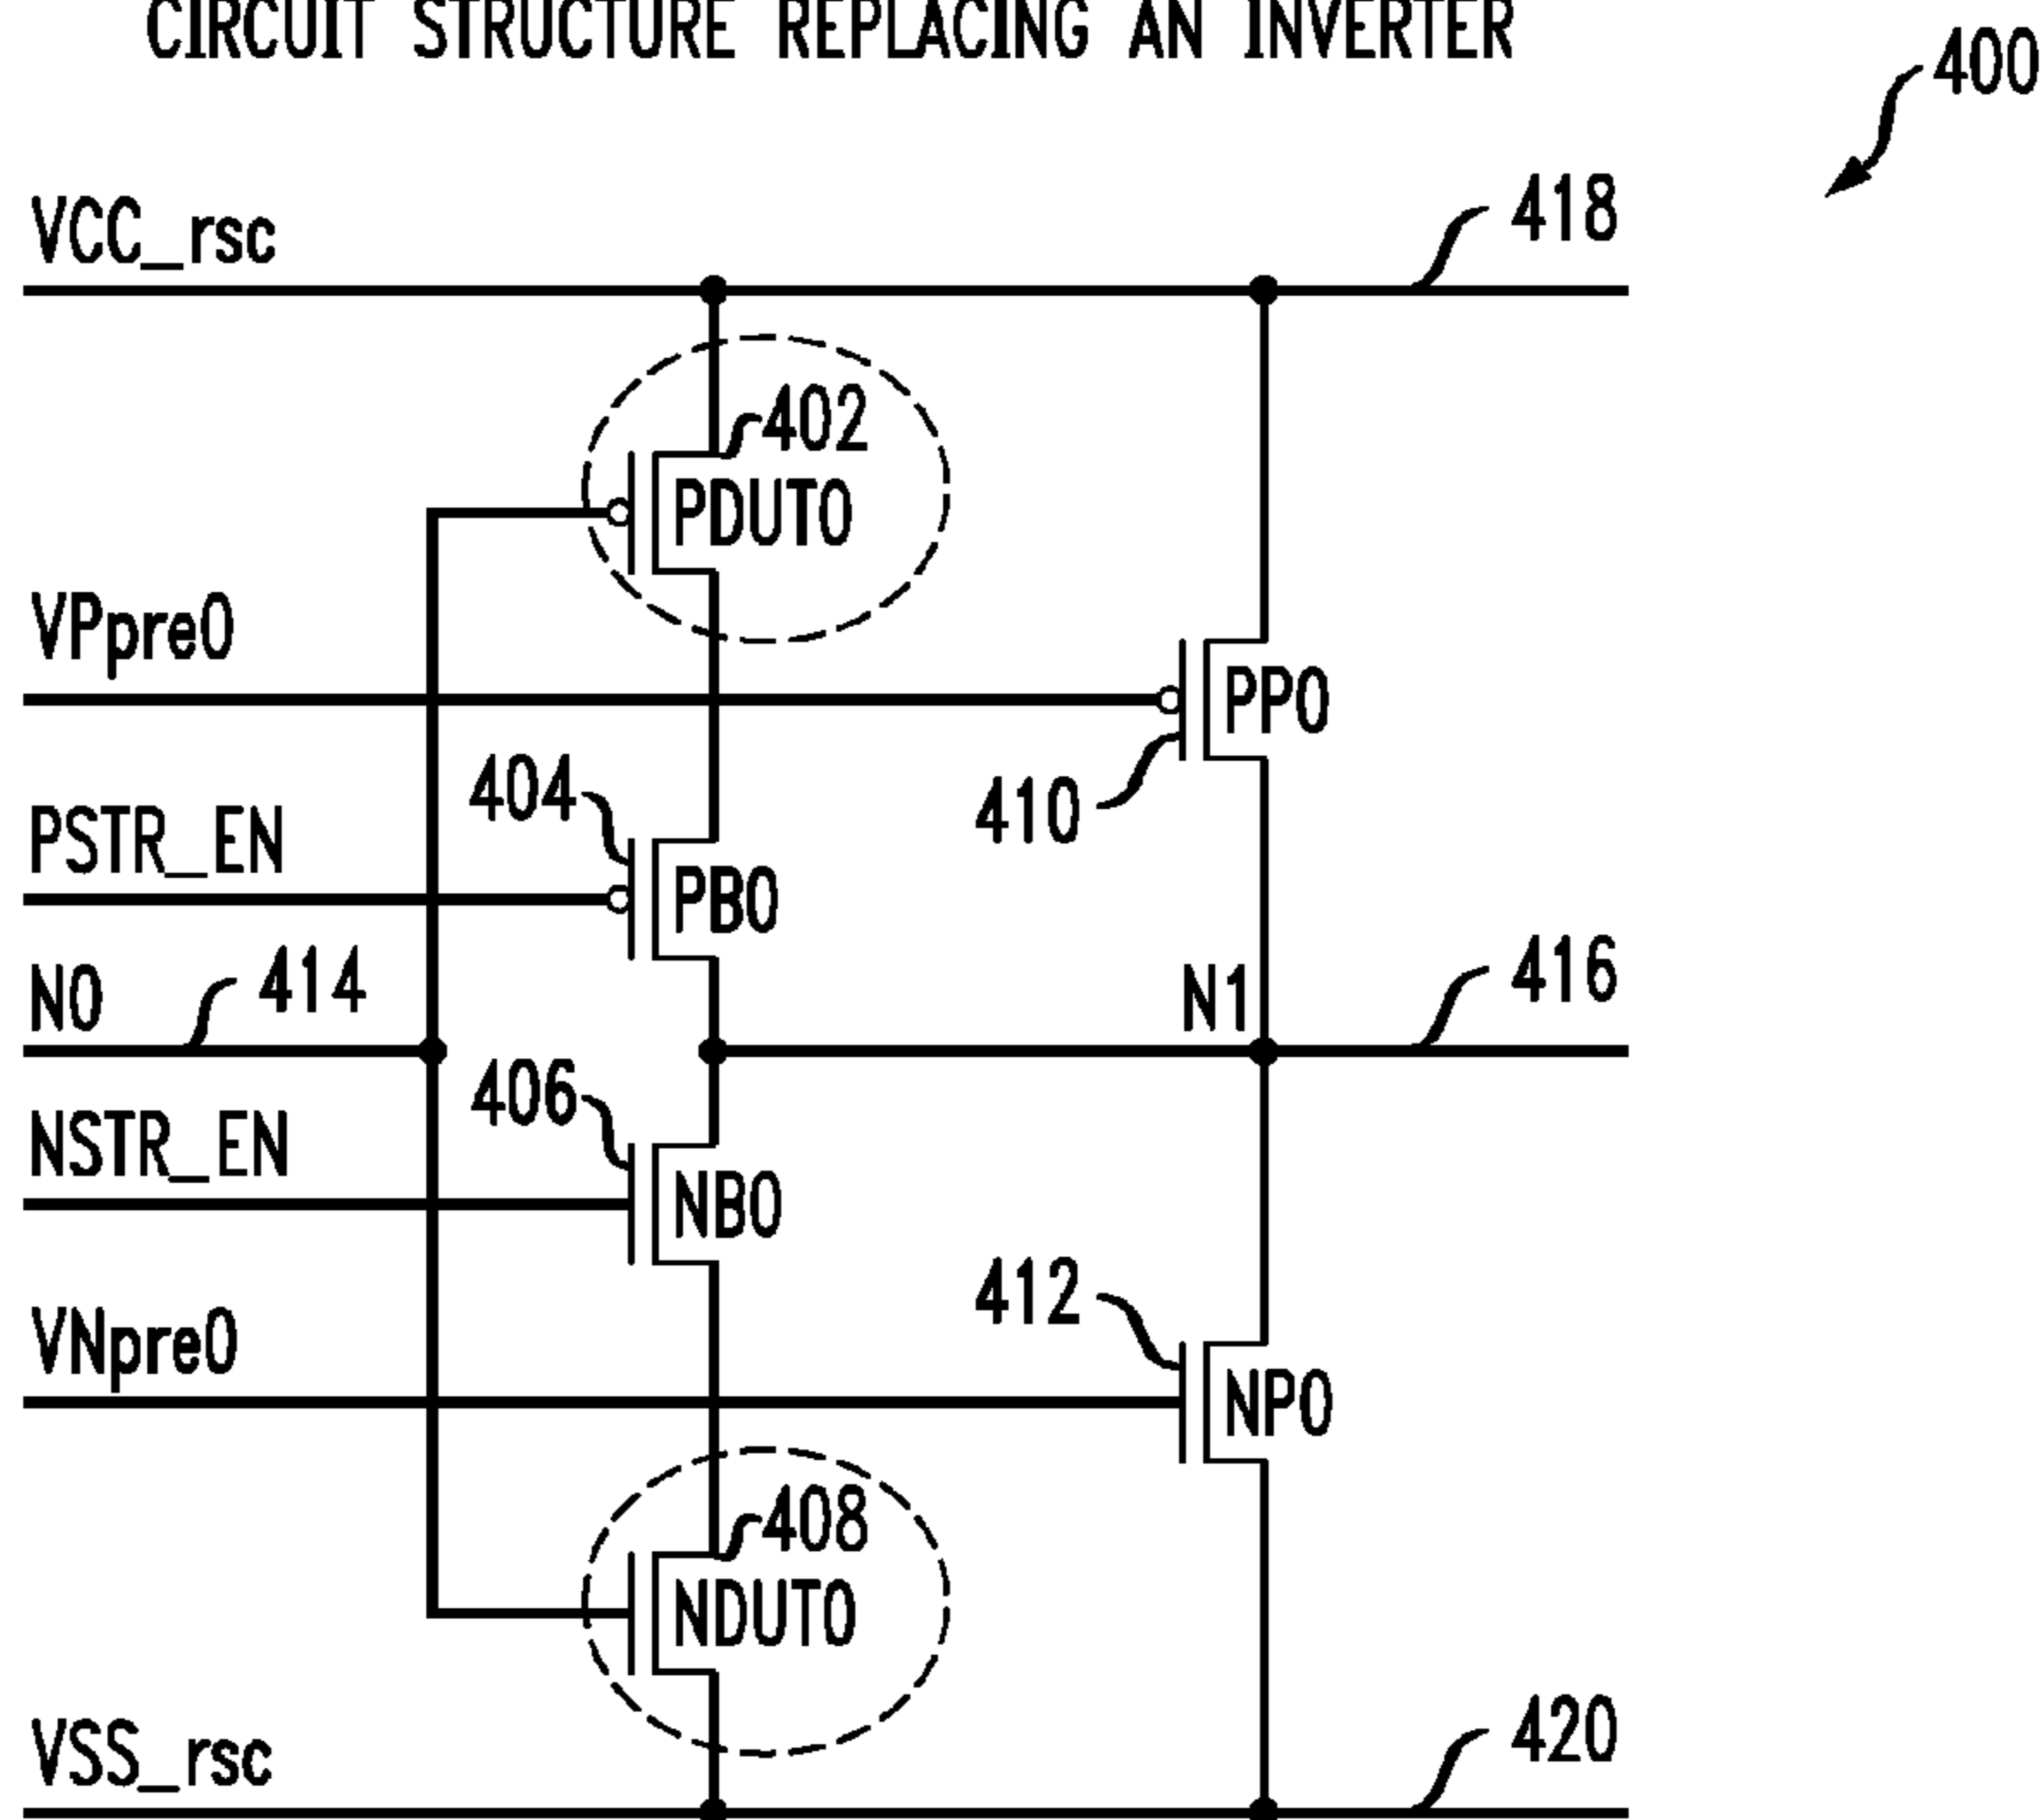 CIRCUIT STRUCTURE REPLACING AN INVERTER
400
VCC_rsc
418
402
PDUT0
VPpre0
PP0
410
404
PSTR_EN
PB0
N0
414
N1
416
406
NSTR_EN
NB0
412
VNpre0
NP0
408
NDUT0
VSS_rsc
420